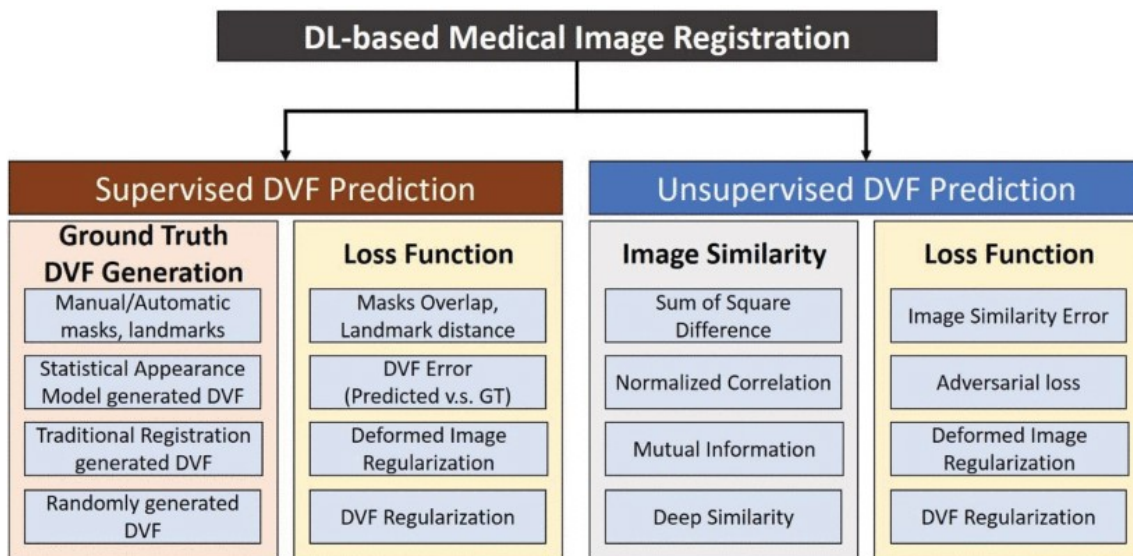 DL-based Medical Image Registration
Supervised DVF Prediction
Ground Truth
DVF Generation
Manual/Automatic
masks, landmarks
Statistical Appearance
Model generated DVF
Traditional Registration
generated DVF
Randomly generated
DVF
Loss Function
Masks Overlap,
Landmark distance
DVF Error
(Predicted v.s. GT)
Deformed Image
Regularization
DVF Regularization
Unsupervised DVF Prediction
Image Similarity
Sum of Square
Difference
Normalized Correlation
Mutual Information
Deep Similarity
Loss Function
Image Similarity Error
Adversarial loss
Deformed Image
Regularization
DVF Regularization